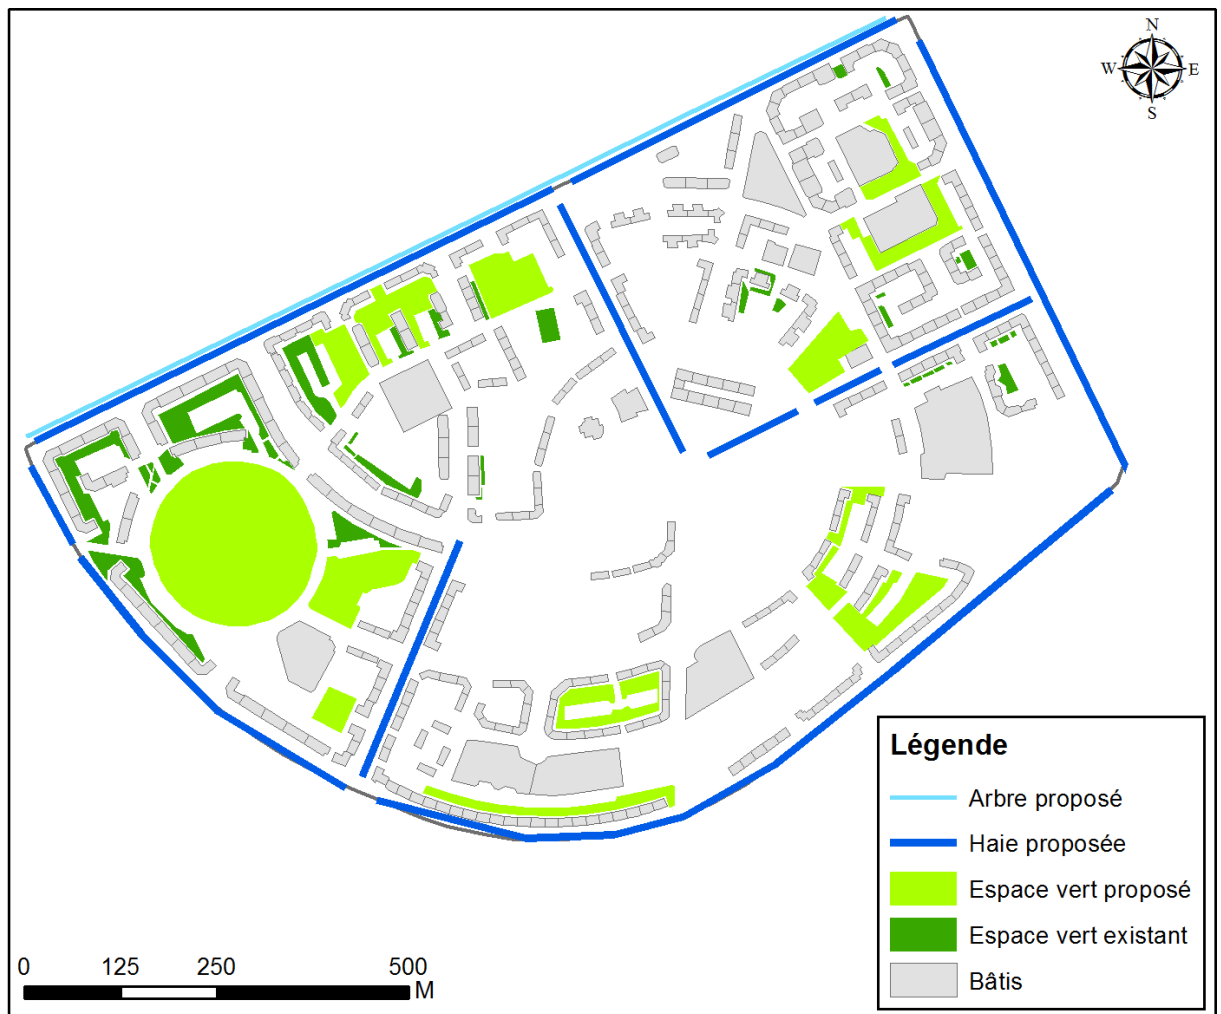 N
W E
S
Légende
Arbre proposé
Haie proposée
Espace vert proposé
Espace vert existant
Bâtis
0 125 250 500
M